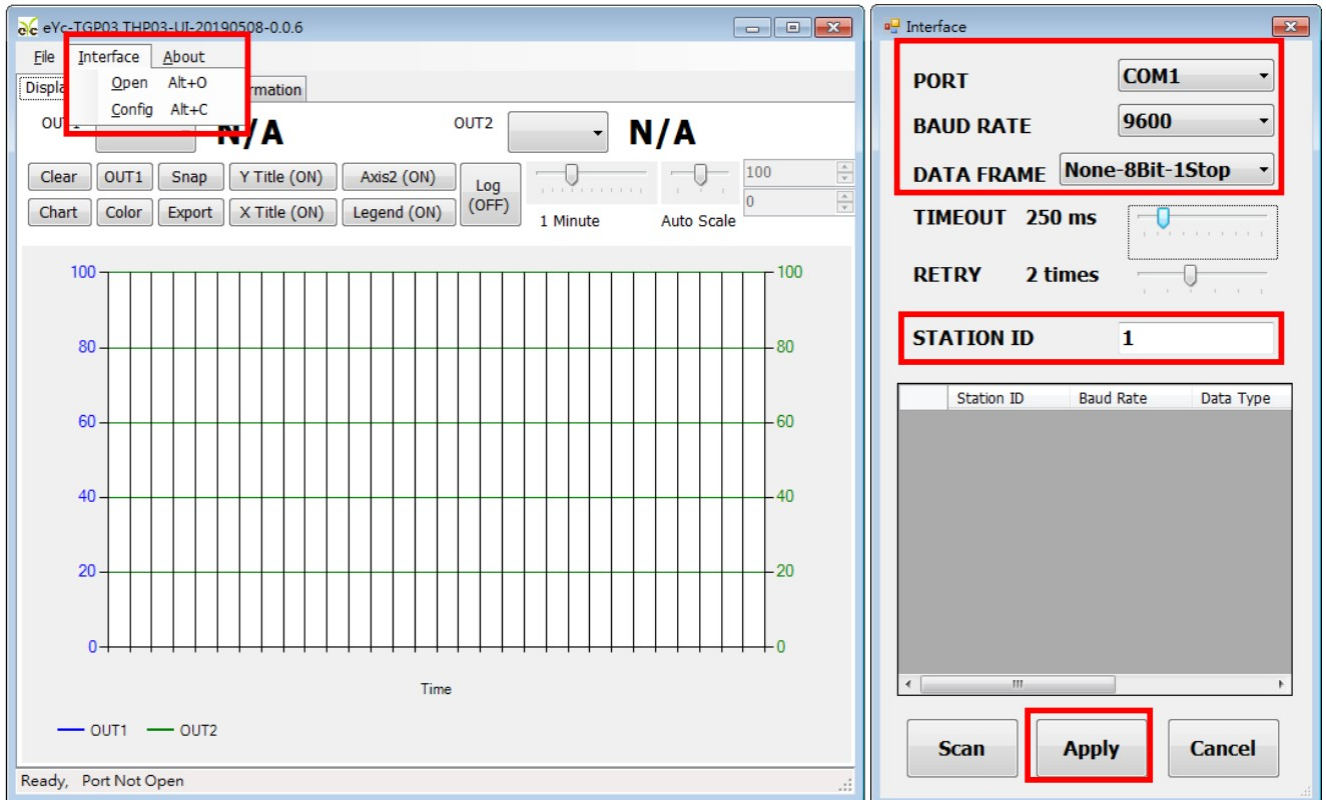 eYc-TGP03 THP03-UI-20190508-0.0.6
File Interface About
Open Alt+O
Config Alt+C
OUT2
N/A
N/A
Clear OUT1 Snap Y Title (ON) Axis2 (ON) Log (OFF)
Chart Color Export X Title (ON) Legend (ON)
1 Minute
Auto Scale
100
0
100 100
80 80
60 60
40 40
20 20
0 0
Time
OUT1 OUT2
Ready, Port Not Open
Interface
PORT COM1
BAUD RATE 9600
DATA FRAME None-8Bit-1Stop
TIMEOUT 250 ms
RETRY 2 times
STATION ID 1
Station ID Baud Rate Data Type
Scan Apply Cancel